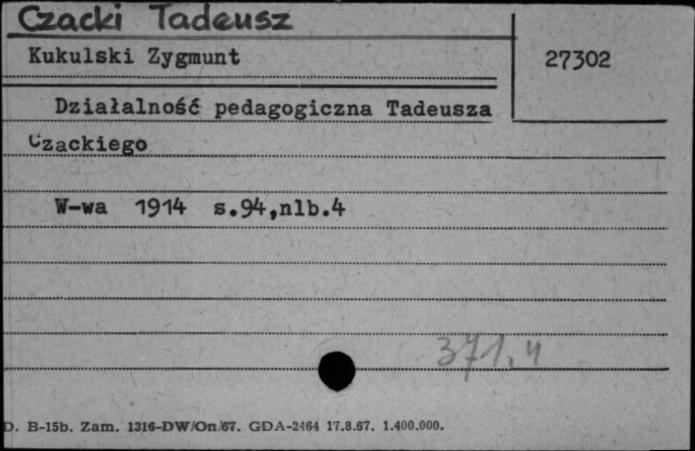 Czacki Tadeusz
Kukulski Zygmunt
27302
Działalność pedagogiczna Tadeusza
Czackiego
W-wa 1914 s.94,nlb.4
371.4
D. B-15b. Zam. 1316-DW/On/67. GDA-2464 17.8.67. 1.400.000.